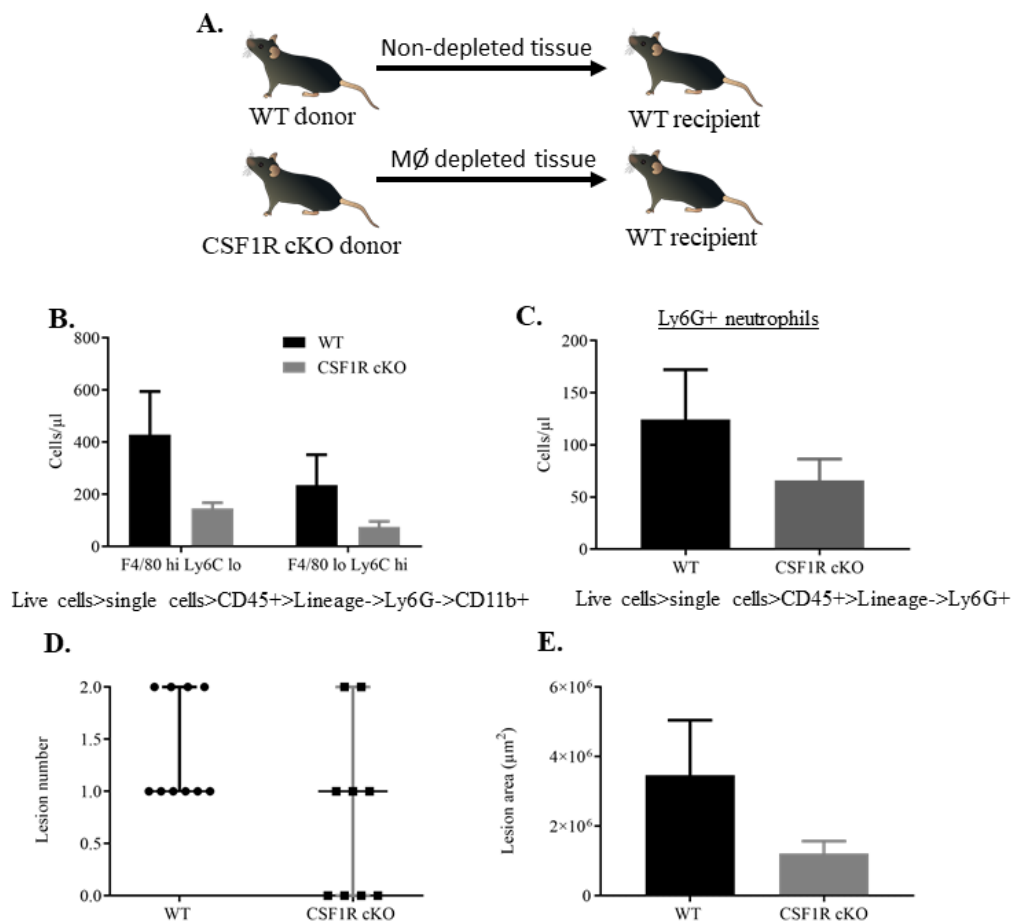 A.
Non-depleted tissue
WT donor
WT recipient
MØ depleted tissue
CSF1R cKO donor
WT recipient
B.
800
600
400
200
0
Cells/µl
WT
CSF1R cKO
F4/80 hi Ly6C lo
F4/80 lo Ly6C hi
Live cells>single cells>CD45+>Lineage->Ly6G->CD11b+
C.
Ly6G+ neutrophils
200
150
100
50
0
Cells/µl
WT
CSF1R cKO
Live cells>single cells>CD45+>Lineage->Ly6G+
D.
2.0
1.5
1.0
0.5
0.0
Lesion number
WT
CSF1R cKO
E.
6×10⁶
4×10⁶
2×10⁶
0
Lesion area (µm²)
WT
CSF1R cKO